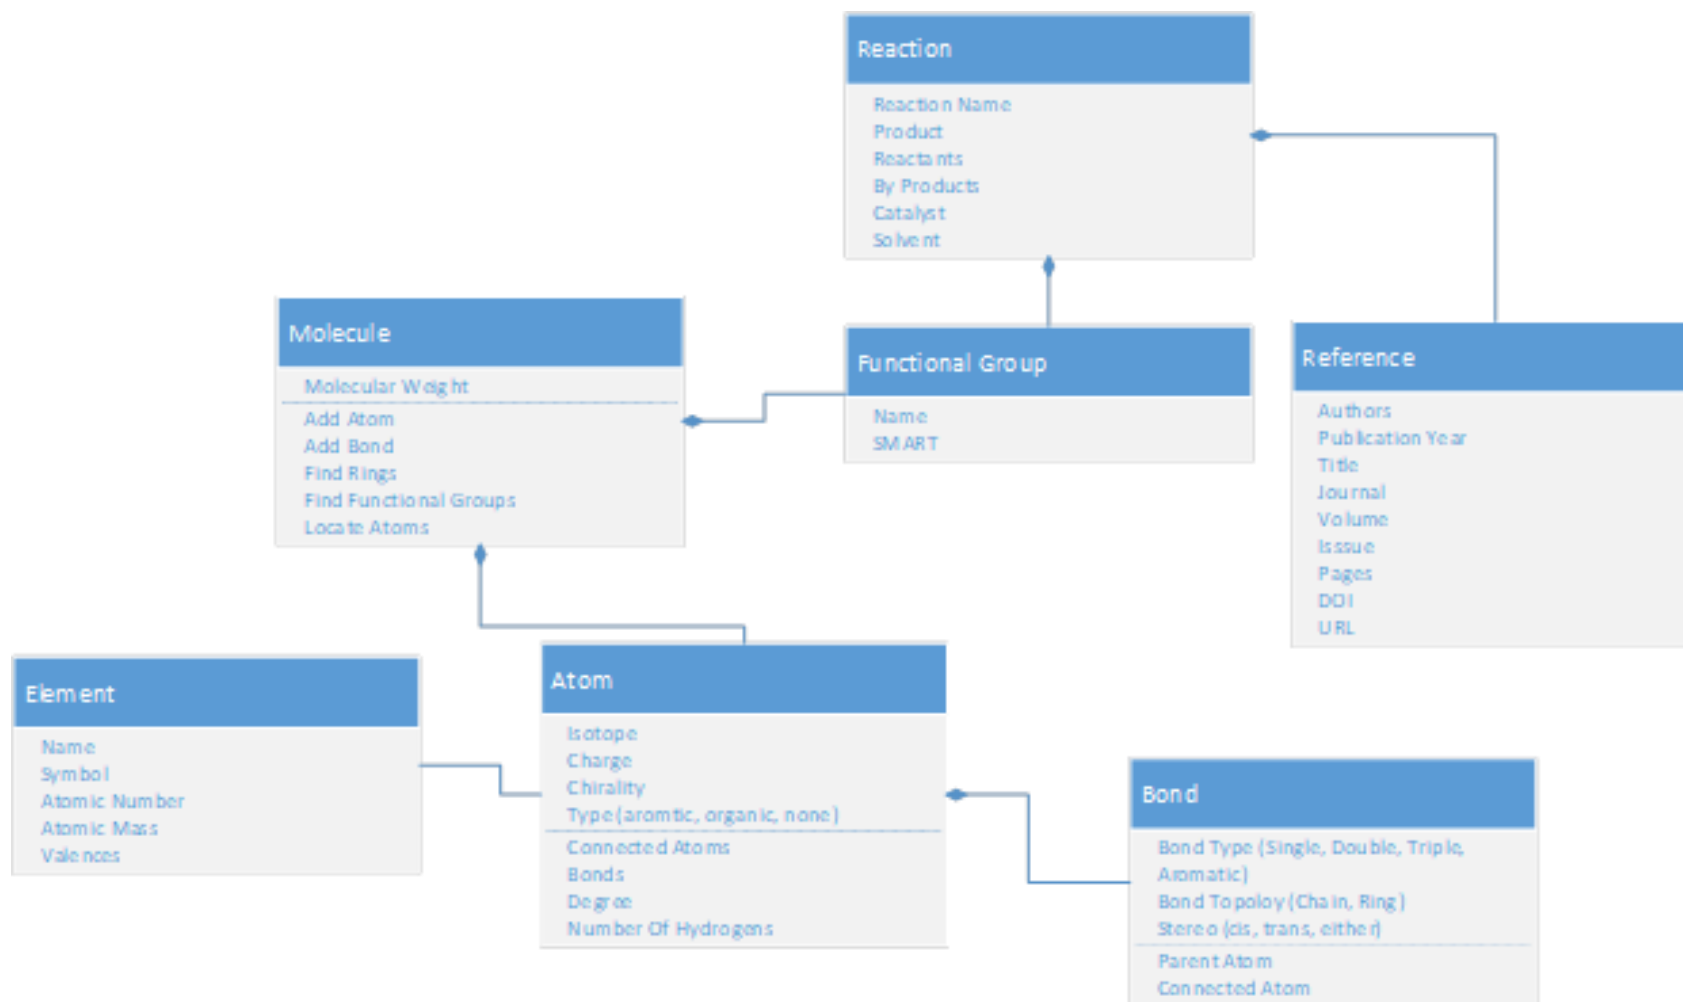 Reaction
Reaction Name
Product
Reactants
By Products
Catalyst
Solvent
Molecule
Molecular Weight
Add Atom
Add Bond
Find Rings
Find Functional Groups
Locate Atoms
Functional Group
Name
SMART
Reference
Authors
Publication Year
Title
Journal
Volume
Isssue
Pages
DOI
URL
Element
Name
Symbol
Atomic Number
Atomic Mass
Valences
Atom
Isotope
Charge
Chirality
Type (aromtic, organic, none)
Connected Atoms
Bonds
Degree
Number Of Hydrogens
Bond
Bond Type (Single, Double, Triple,
Aromatic)
Bond Topoloy (Chain, Ring)
Stereo (cis, trans, either)
Parent Atom
Connected Atom